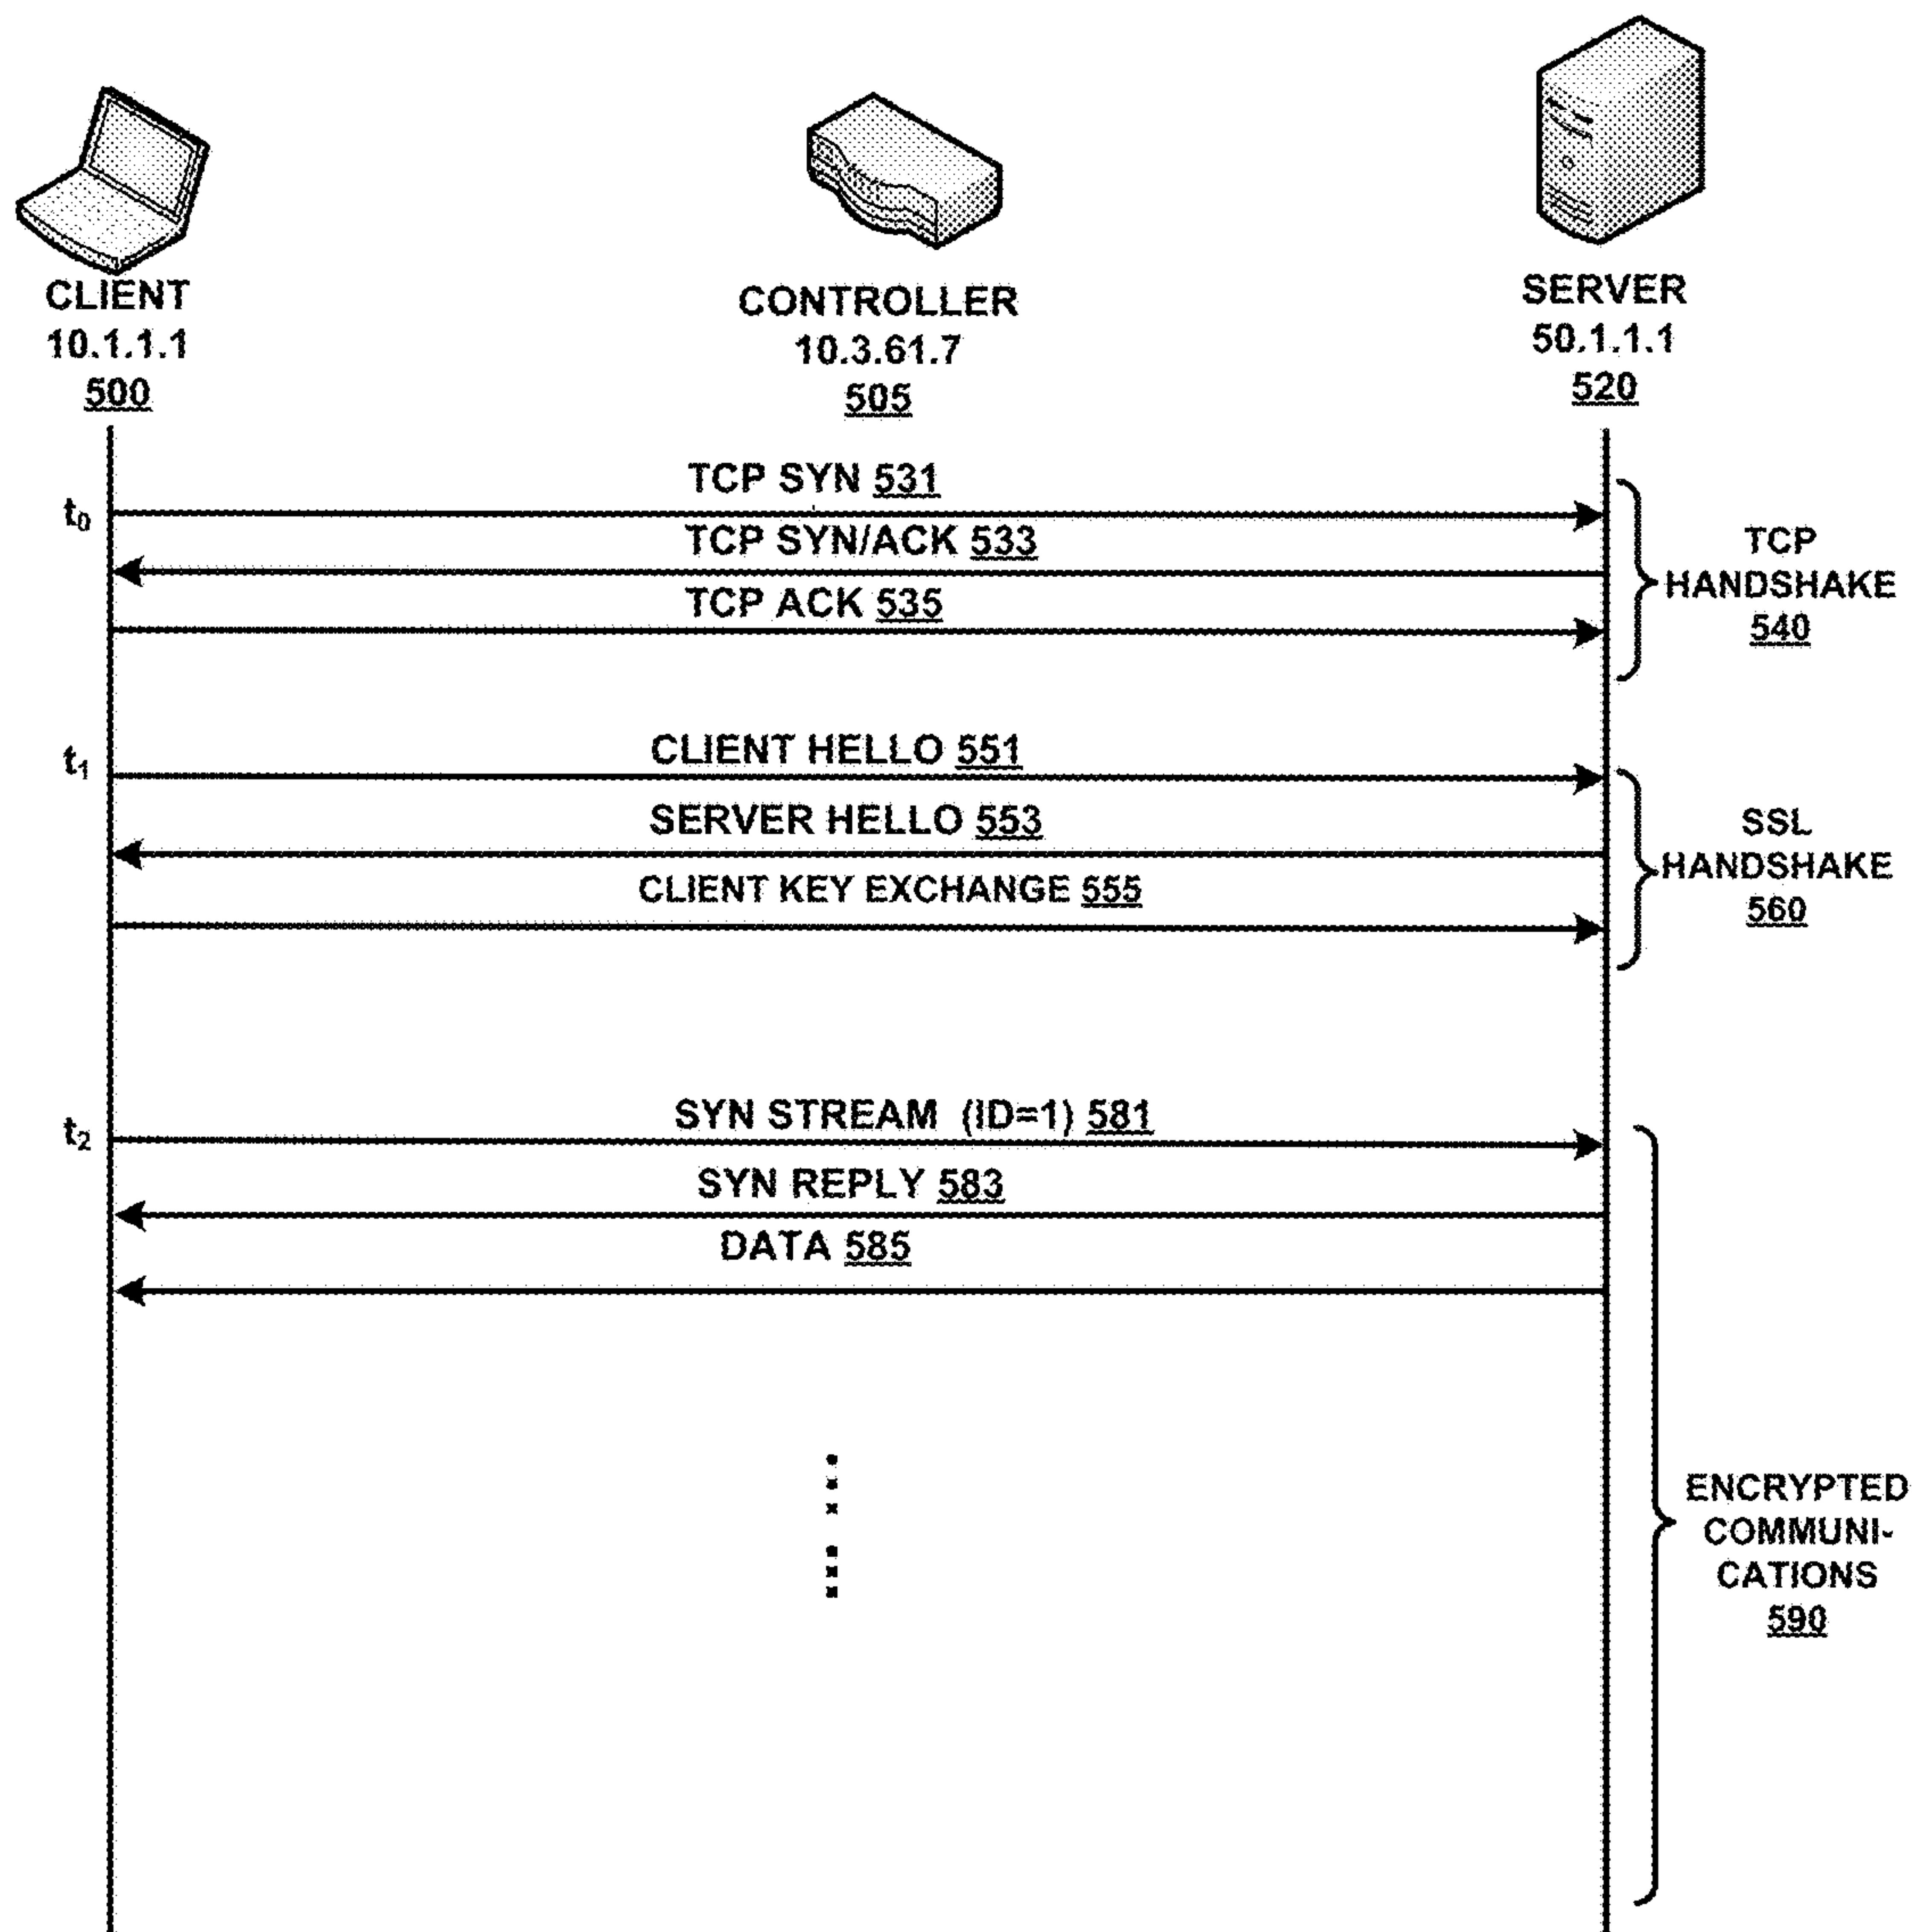 CLIENT
10.1.1.1
500
CONTROLLER
10.3.61.7
505
SERVER
50.1.1.1
520
t0
TCP SYN 531
TCP SYN/ACK 533
TCP ACK 535
TCP
HANDSHAKE
540
t1
CLIENT HELLO 551
SERVER HELLO 553
CLIENT KEY EXCHANGE 555
SSL
HANDSHAKE
560
t2
SYN STREAM (ID=1) 581
SYN REPLY 583
DATA 585
ENCRYPTED
COMMUNI-
CATIONS
590